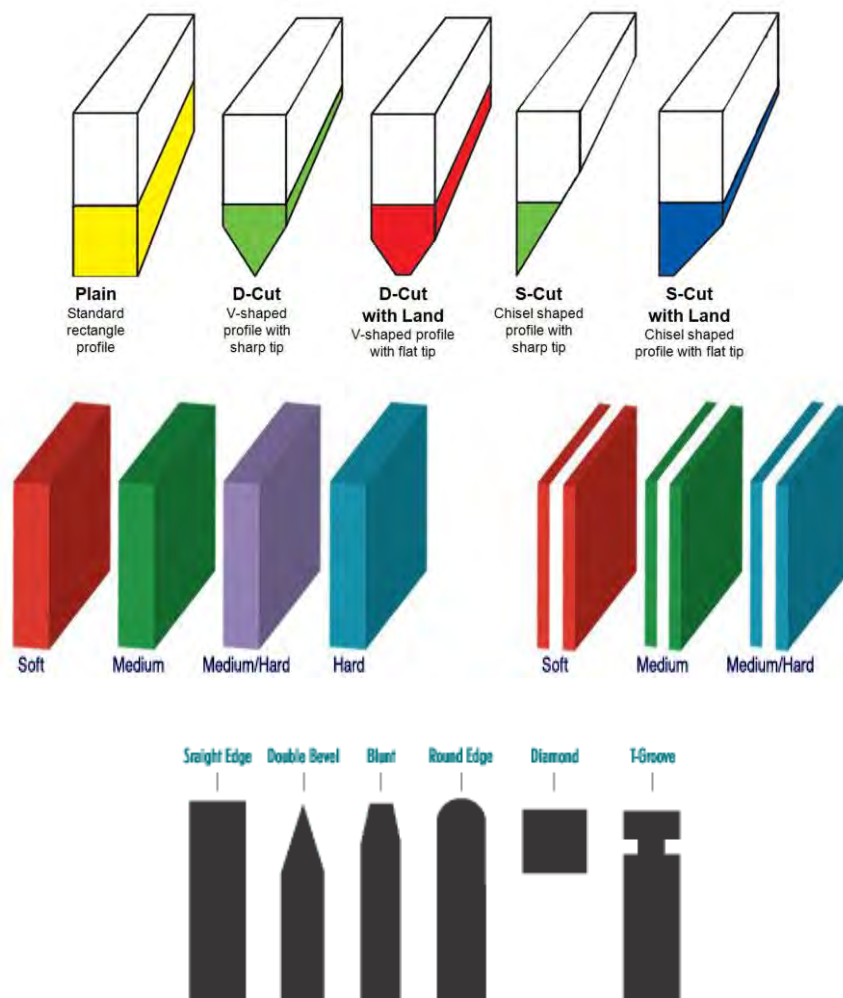 Plain
Standard
rectangle
profile
D-Cut
V-shaped
profile with
sharp tip
D-Cut
with Land
V-shaped profile
with flat tip
S-Cut
Chisel shaped
profile with
sharp tip
S-Cut
with Land
Chisel shaped
profile with flat tip
Soft
Medium
Medium/Hard
Hard
Soft
Medium
Medium/Hard
Sraight Edge
Double Bevel
Blunt
Round Edge
Diamond
T-Groove